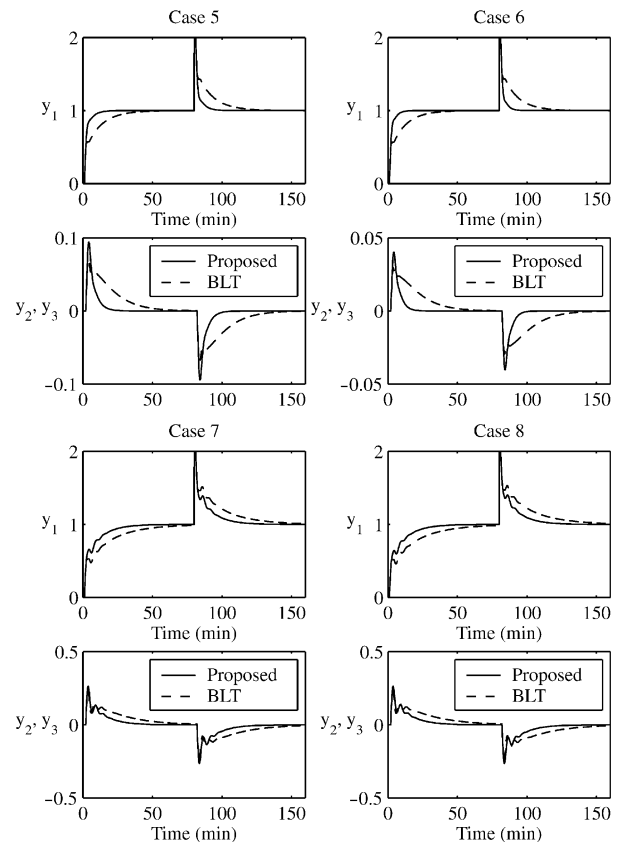 Case 5
Case 6
2
1
0
y1
0 50 100 150
Time (min)
2
1
0
y1
0 50 100 150
Time (min)
0.1
0
−0.1
y2, y3
Proposed
BLT
0 50 100 150
0.05
0
−0.05
y2, y3
Proposed
BLT
0 50 100 150
Case 7
Case 8
2
1
0
y1
0 50 100 150
Time (min)
2
1
0
y1
0 50 100 150
Time (min)
0.5
0
−0.5
y2, y3
Proposed
BLT
0 50 100 150
Time (min)
0.5
0
−0.5
y2, y3
Proposed
BLT
0 50 100 150
Time (min)